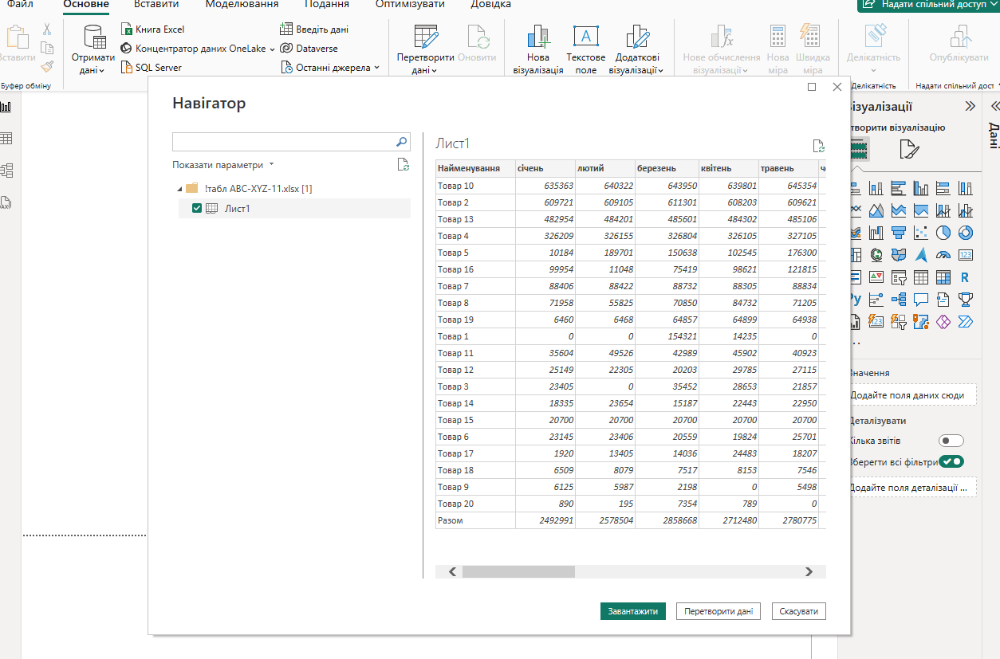 Файл Основне Вставити Моделювання Подання Оптимізувати Довідка Надати спільний доступ
Вставити
Буфер обміну
Отримати дані
Книга Excel
Концентратор даних OneLake
SQL Server
Введіть дані
Dataverse
Останні джерела
Перетворити дані
Оновити
Нова візуалізація
Текстове поле
Додаткові візуалізації
Нове обчислення візуалізації
Нова міра
Швидка міра
Делікатність
Делікатність
Опублікувати
Надати спільний дост
Навігатор
Показати параметри
!табл ABC-XYZ-11.xlsx [1]
Лист1
Лист1
Найменування січень лютий березень квітень травень
Товар 10 635363 640322 643950 639801 645354
Товар 2 609721 609105 611301 608203 609621
Товар 13 482954 484201 485601 484302 485106
Товар 4 326209 326155 326804 326105 327105
Товар 5 10184 189701 150638 102545 176300
Товар 16 99954 11048 75419 98621 121815
Товар 7 88406 88422 88732 88305 88834
Товар 8 71958 55825 70850 84732 71205
Товар 19 6460 6468 64857 64899 64938
Товар 1 0 0 154321 14235 0
Товар 11 35604 49526 42989 45902 40923
Товар 12 25149 22305 20203 29785 27115
Товар 3 23405 0 35452 28653 21857
Товар 14 18335 23654 15187 22443 22950
Товар 15 20700 20700 20700 20700 20700
Товар 6 23145 23406 20559 19824 25701
Товар 17 1920 13405 14036 24483 18207
Товар 18 6509 8079 7517 8153 7546
Товар 9 6125 5987 2198 0 5498
Товар 20 890 195 7354 789 0
Разом 2492991 2578504 2858668 2712480 2780775
Завантажити Перетворити дані Скасувати
ізуалізації
творити візуалізацію
Дані
123
R
Py
123
Значення
Додайте поля даних сюди
Деталізувати
Кілька звітів
Зберегти всі фільтри
Додайте поля деталізації ...